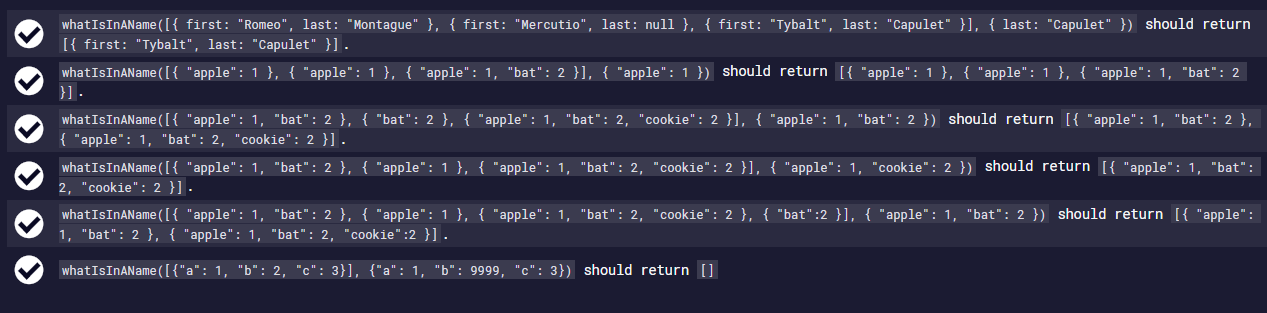 whatIsInAName([{ first: "Romeo", last: "Montague" }, { first: "Mercutio", last: null }, { first: "Tybalt", last: "Capulet" }], { last: "Capulet" }) should return
[{ first: "Tybalt", last: "Capulet" }].
whatIsInAName([{ "apple": 1 }, { "apple": 1 }, { "apple": 1, "bat": 2 }], { "apple": 1 }) should return [{ "apple": 1 }, { "apple": 1 }, { "apple": 1, "bat": 2
}].
whatIsInAName([{ "apple": 1, "bat": 2 }, { "bat": 2 }, { "apple": 1, "bat": 2, "cookie": 2 }], { "apple": 1, "bat": 2 }) should return [{ "apple": 1, "bat": 2 },
{ "apple": 1, "bat": 2, "cookie": 2 }].
whatIsInAName([{ "apple": 1, "bat": 2 }, { "apple": 1 }, { "apple": 1, "bat": 2, "cookie": 2 }], { "apple": 1, "cookie": 2 }) should return [{ "apple": 1, "bat":
2, "cookie": 2 }].
whatIsInAName([{ "apple": 1, "bat": 2 }, { "apple": 1 }, { "apple": 1, "bat": 2, "cookie": 2 }, { "bat":2 }], { "apple": 1, "bat": 2 }) should return [{ "apple":
1, "bat": 2 }, { "apple": 1, "bat": 2, "cookie":2 }].
whatIsInAName([{"a": 1, "b": 2, "c": 3}], {"a": 1, "b": 9999, "c": 3}) should return []